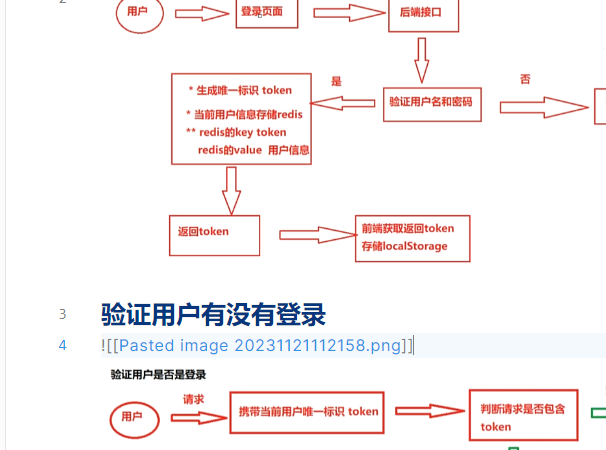 2
用户
登录页面
后端接口
是
否
* 生成唯一标识 token
* 当前用户信息存储redis
** redis的key token
redis的value 用户信息
验证用户名和密码
返回token
前端获取返回token
存储localStorage
3
验证用户有没有登录
4
![[Pasted image 20231121112158.png]]
验证用户是否是登录
用户
请求
携带当前用户唯一标识 token
判断请求是否包含
token